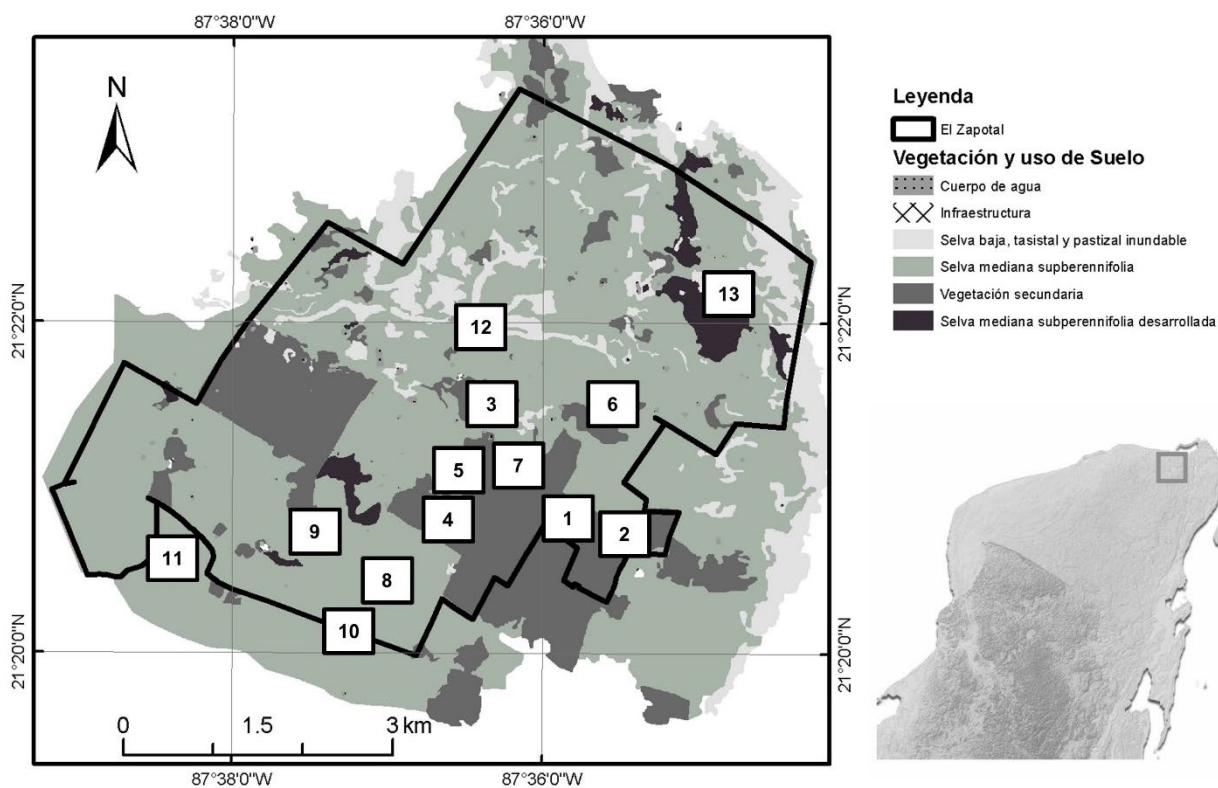 87°38'0"W 87°36'0"W
N
21°22'0"N
21°20'0"N
13
12
3
6
5
7
4
1
2
9
11
8
10
0 1.5 3 km
87°38'0"W 87°36'0"W
21°22'0"N
21°20'0"N
Leyenda
El Zapotal
Vegetación y uso de Suelo
Cuerpo de agua
Infraestructura
Selva baja, tasistal y pastizal inundable
Selva mediana supberennifolia
Vegetación secundaria
Selva mediana subperennifolia desarrollada